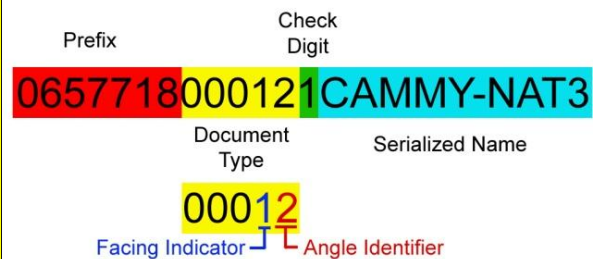 Prefix
Check
Digit
0657718000121CAMMY-NAT3
Document
Type
Serialized Name
00012
Facing Indicator
Angle Identifier